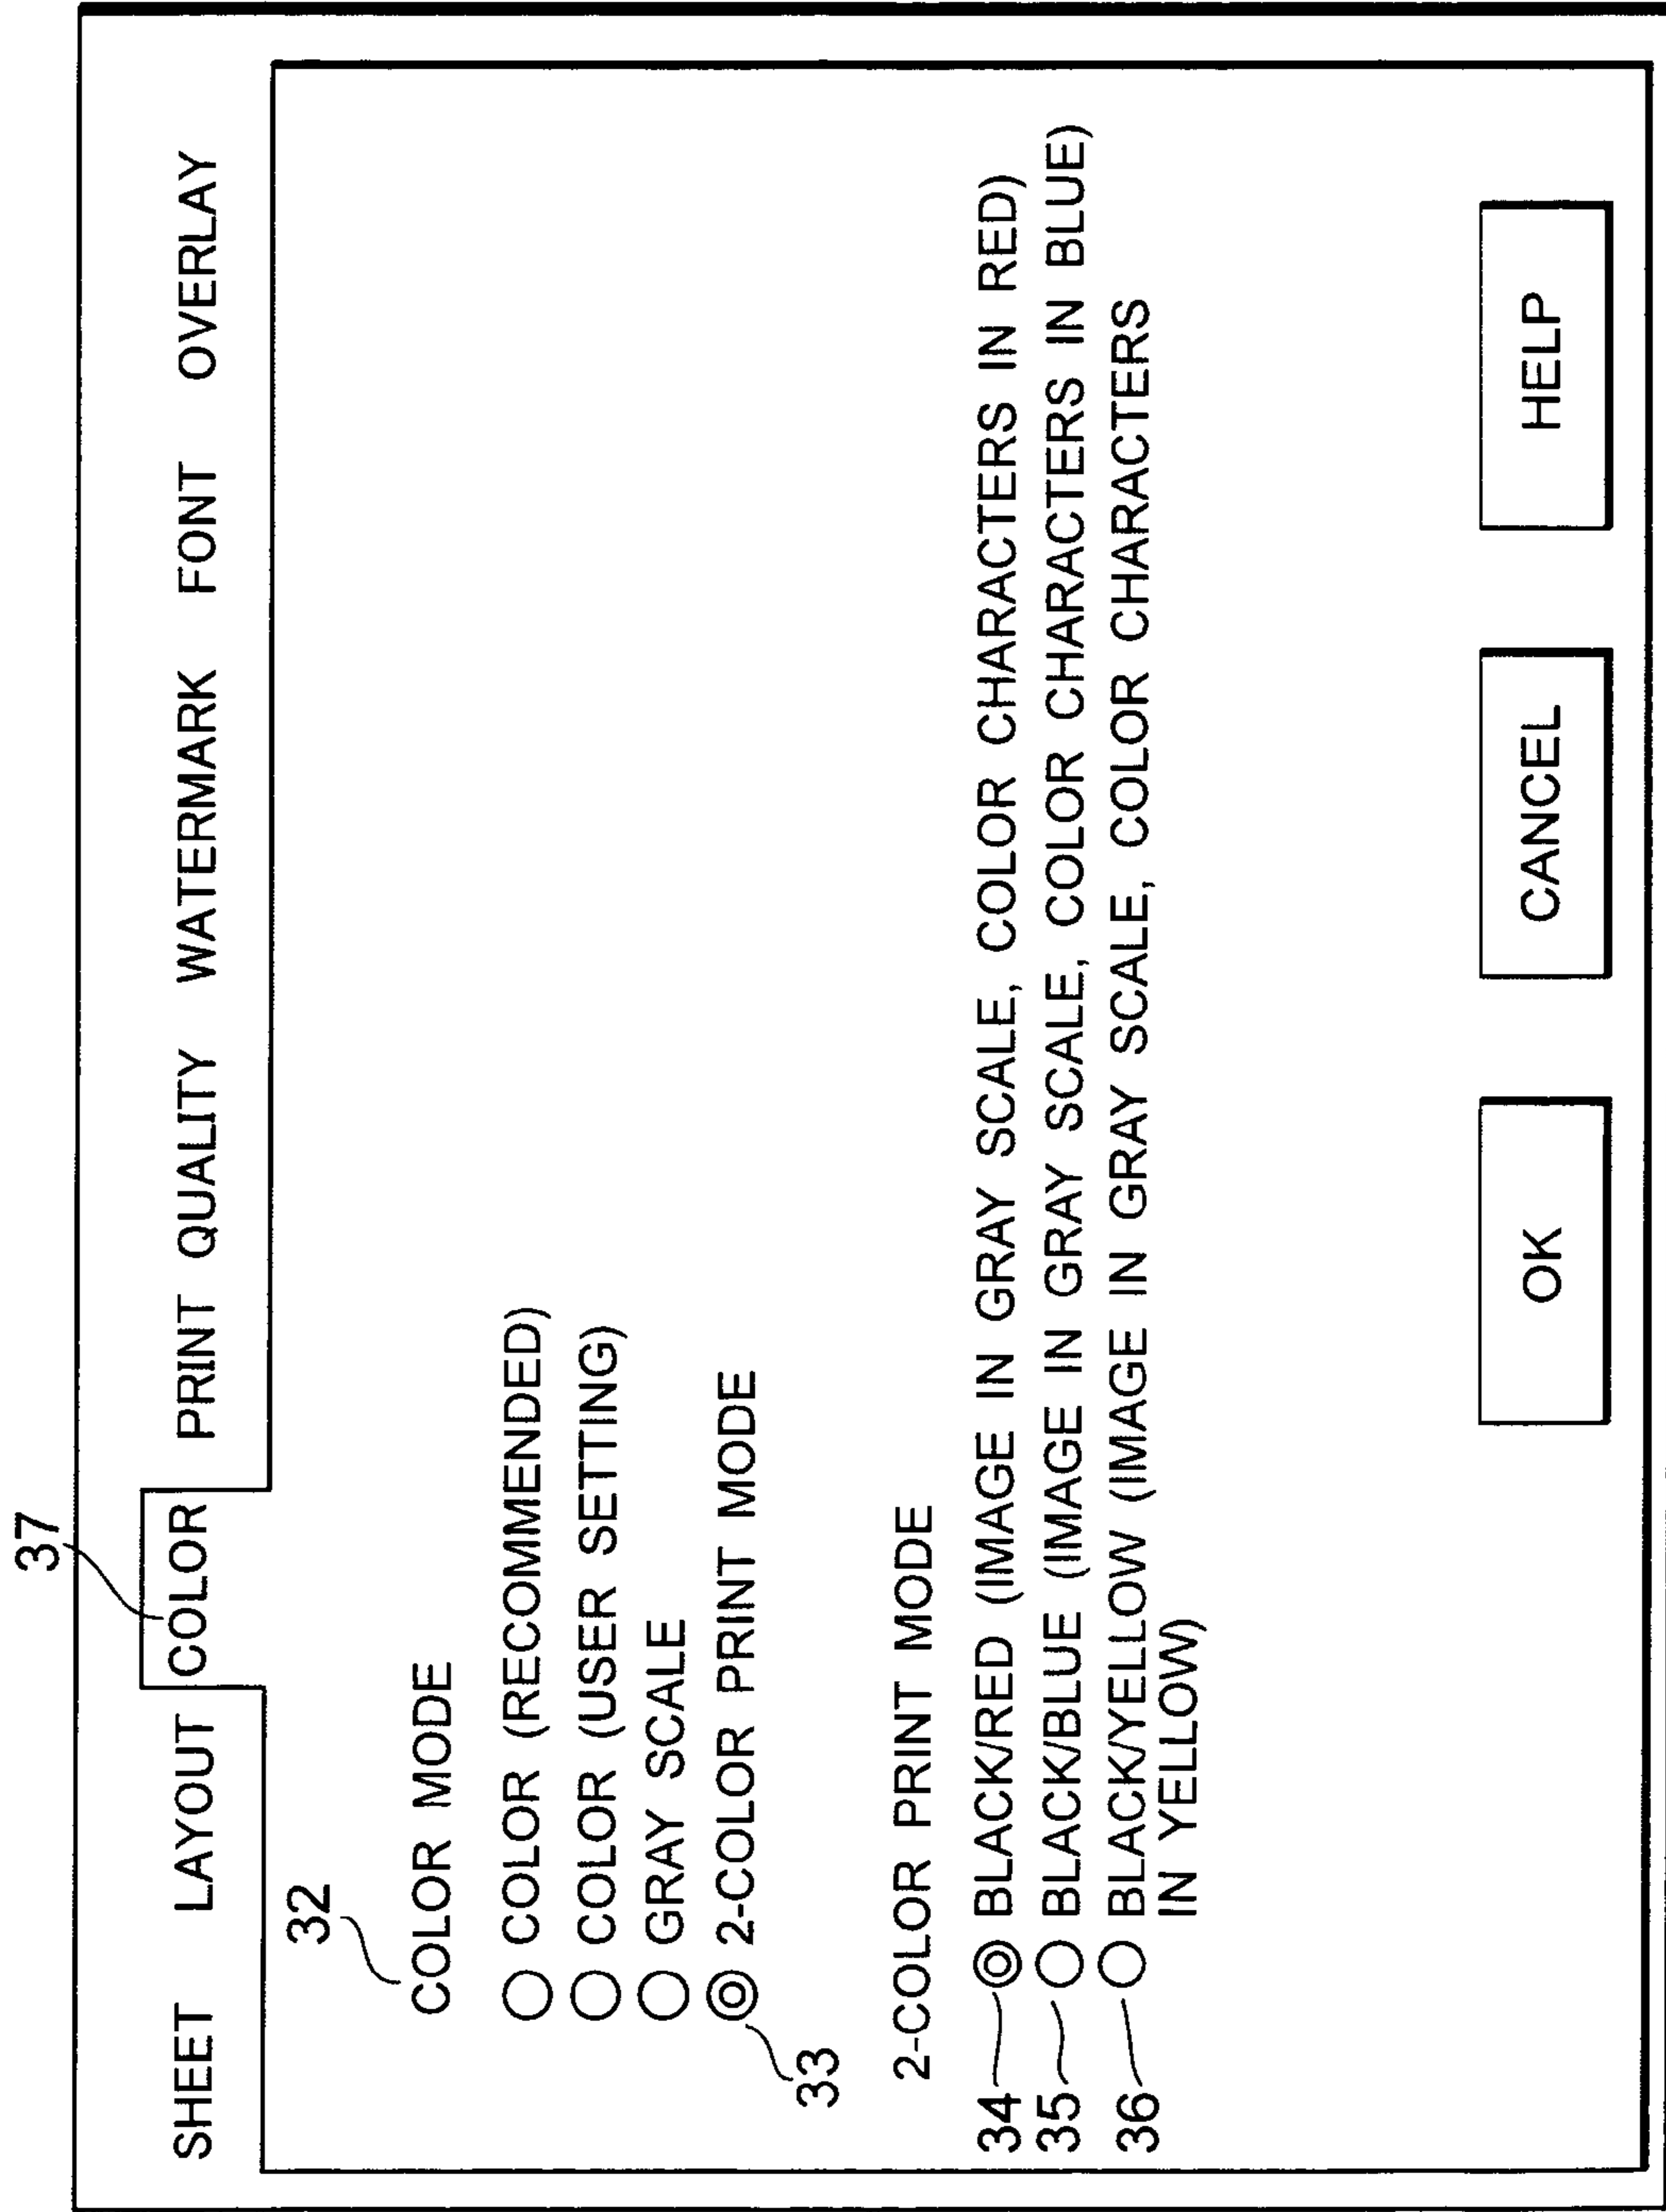 37
SHEET LAYOUT COLOR PRINT QUALITY WATERMARK FONT OVERLAY
32
COLOR MODE
COLOR (RECOMMENDED)
COLOR (USER SETTING)
GRAY SCALE
2-COLOR PRINT MODE
33
2-COLOR PRINT MODE
34 BLACK/RED (IMAGE IN GRAY SCALE, COLOR CHARACTERS IN RED)
35 BLACK/BLUE (IMAGE IN GRAY SCALE, COLOR CHARACTERS IN BLUE)
36 BLACK/YELLOW (IMAGE IN GRAY SCALE, COLOR CHARACTERS
IN YELLOW)
OK CANCEL HELP